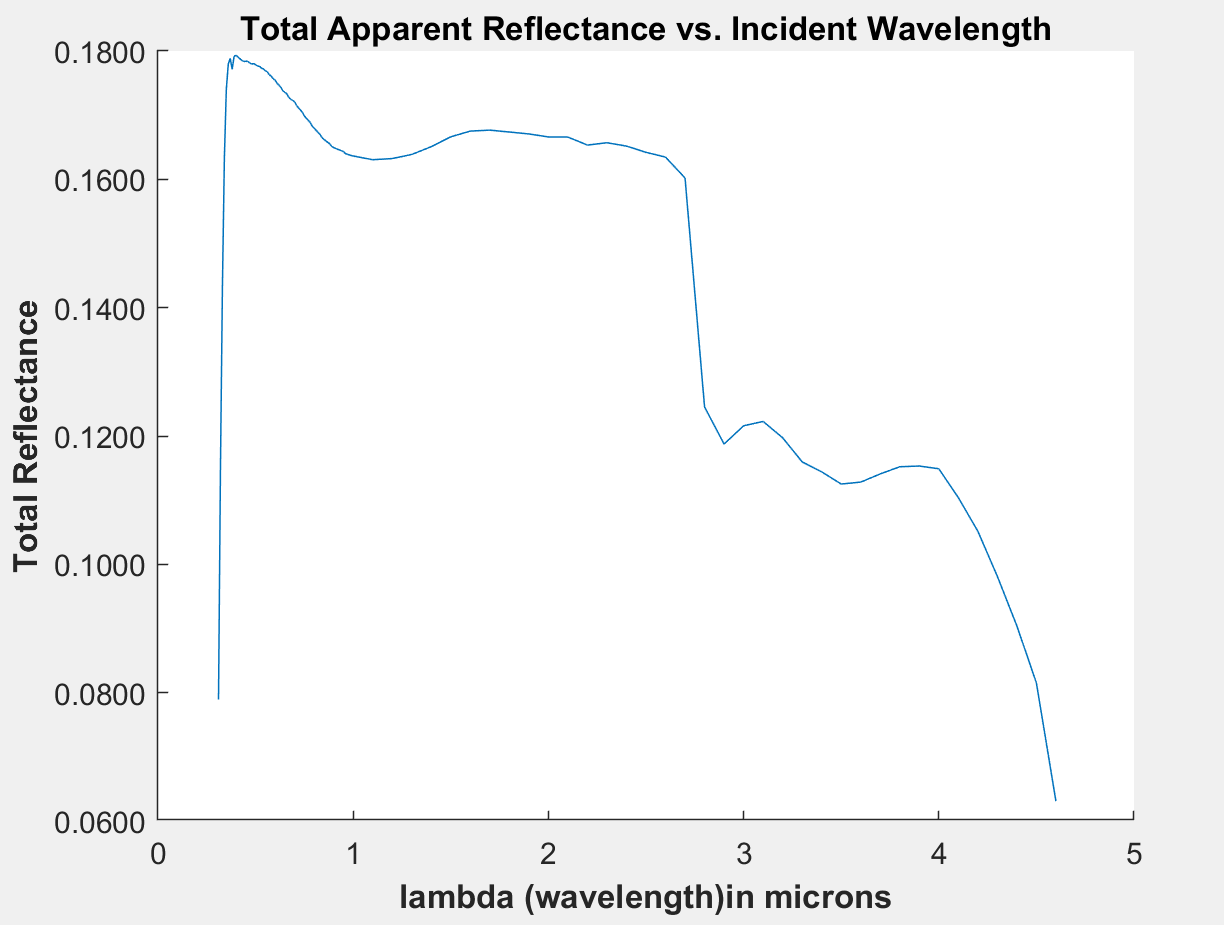 Total Apparent Reflectance vs. Incident Wavelength
0.1800
0.1600
0.1400
0.1200
0.1000
0.0800
0.0600
Total Reflectance
0 1 2 3 4 5
lambda (wavelength)in microns